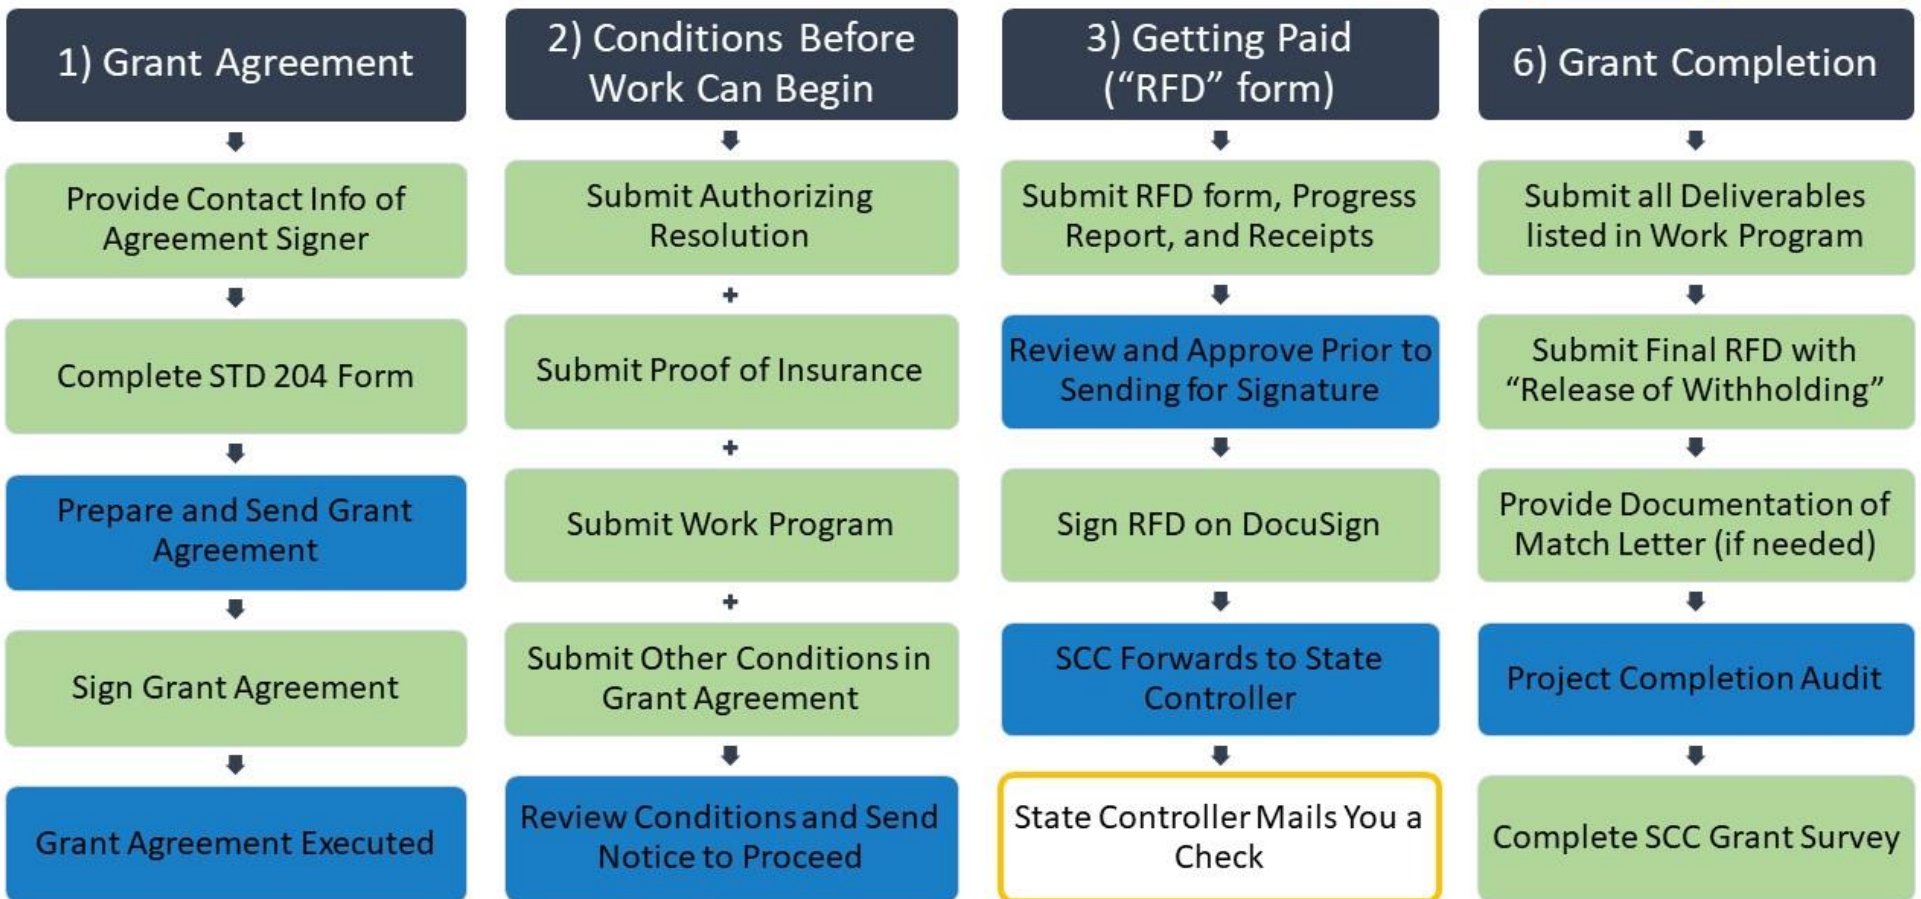 1) Grant Agreement
Provide Contact Info of
Agreement Signer
Complete STD 204 Form
Prepare and Send Grant
Agreement
Sign Grant Agreement
Grant Agreement Executed
2) Conditions Before
Work Can Begin
Submit Authorizing
Resolution
+
Submit Proof of Insurance
+
Submit Work Program
+
Submit Other Conditions in
Grant Agreement
Review Conditions and Send
Notice to Proceed
3) Getting Paid
(“RFD” form)
Submit RFD form, Progress
Report, and Receipts
Review and Approve Prior to
Sending for Signature
Sign RFD on DocuSign
SCC Forwards to State
Controller
State Controller Mails You a
Check
6) Grant Completion
Submit all Deliverables
listed in Work Program
Submit Final RFD with
“Release of Withholding”
Provide Documentation of
Match Letter (if needed)
Project Completion Audit
Complete SCC Grant Survey